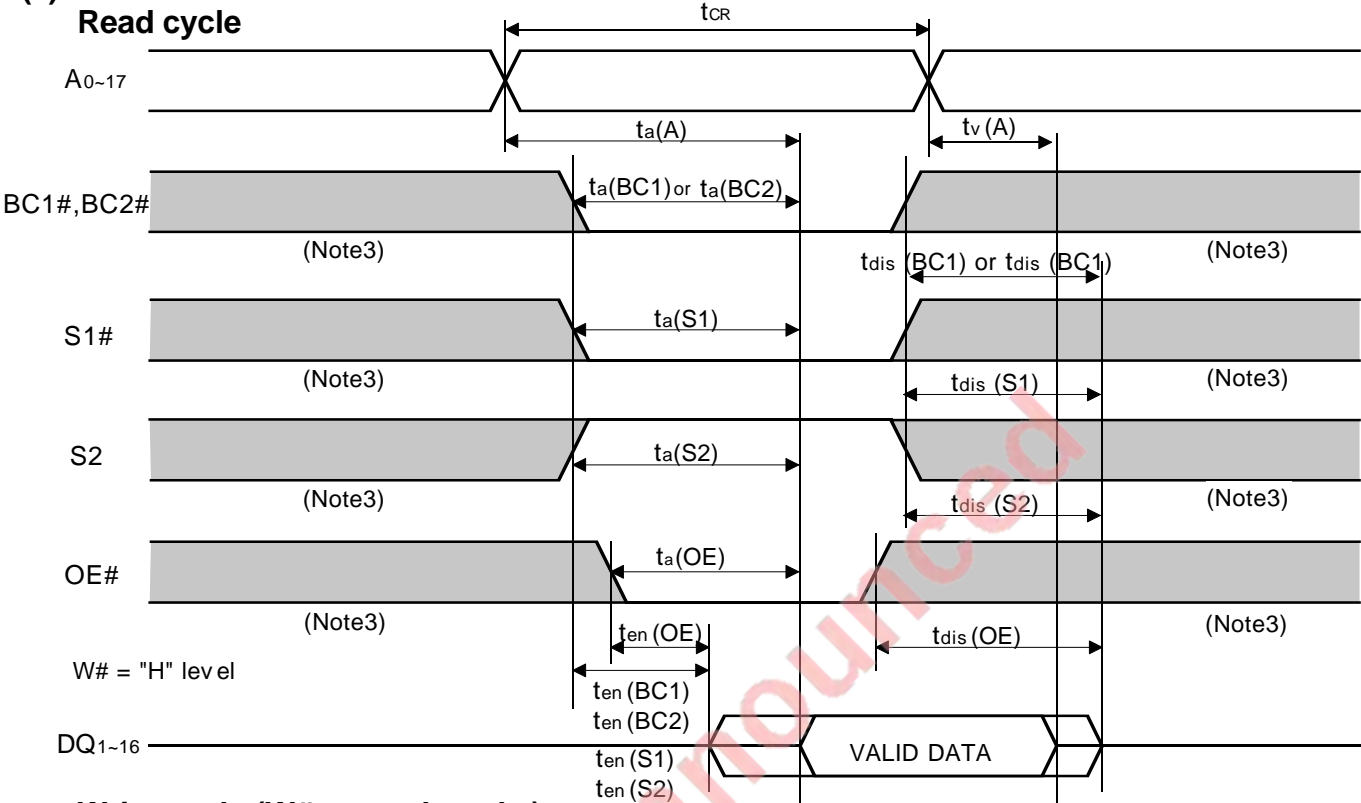 Read cycle
tCR
A0~17
ta(A)
tv (A)
BC1#,BC2#
ta(BC1) or ta(BC2)
(Note3)
(Note3)
tdis (BC1) or tdis (BC1)
S1#
ta(S1)
(Note3)
(Note3)
tdis (S1)
S2
ta(S2)
(Note3)
(Note3)
tdis (S2)
OE#
ta(OE)
(Note3)
(Note3)
ten (OE)
tdis (OE)
W# = "H" level
ten (BC1)
ten (BC2)
DQ1~16
VALID DATA
ten (S1)
ten (S2)
nounced